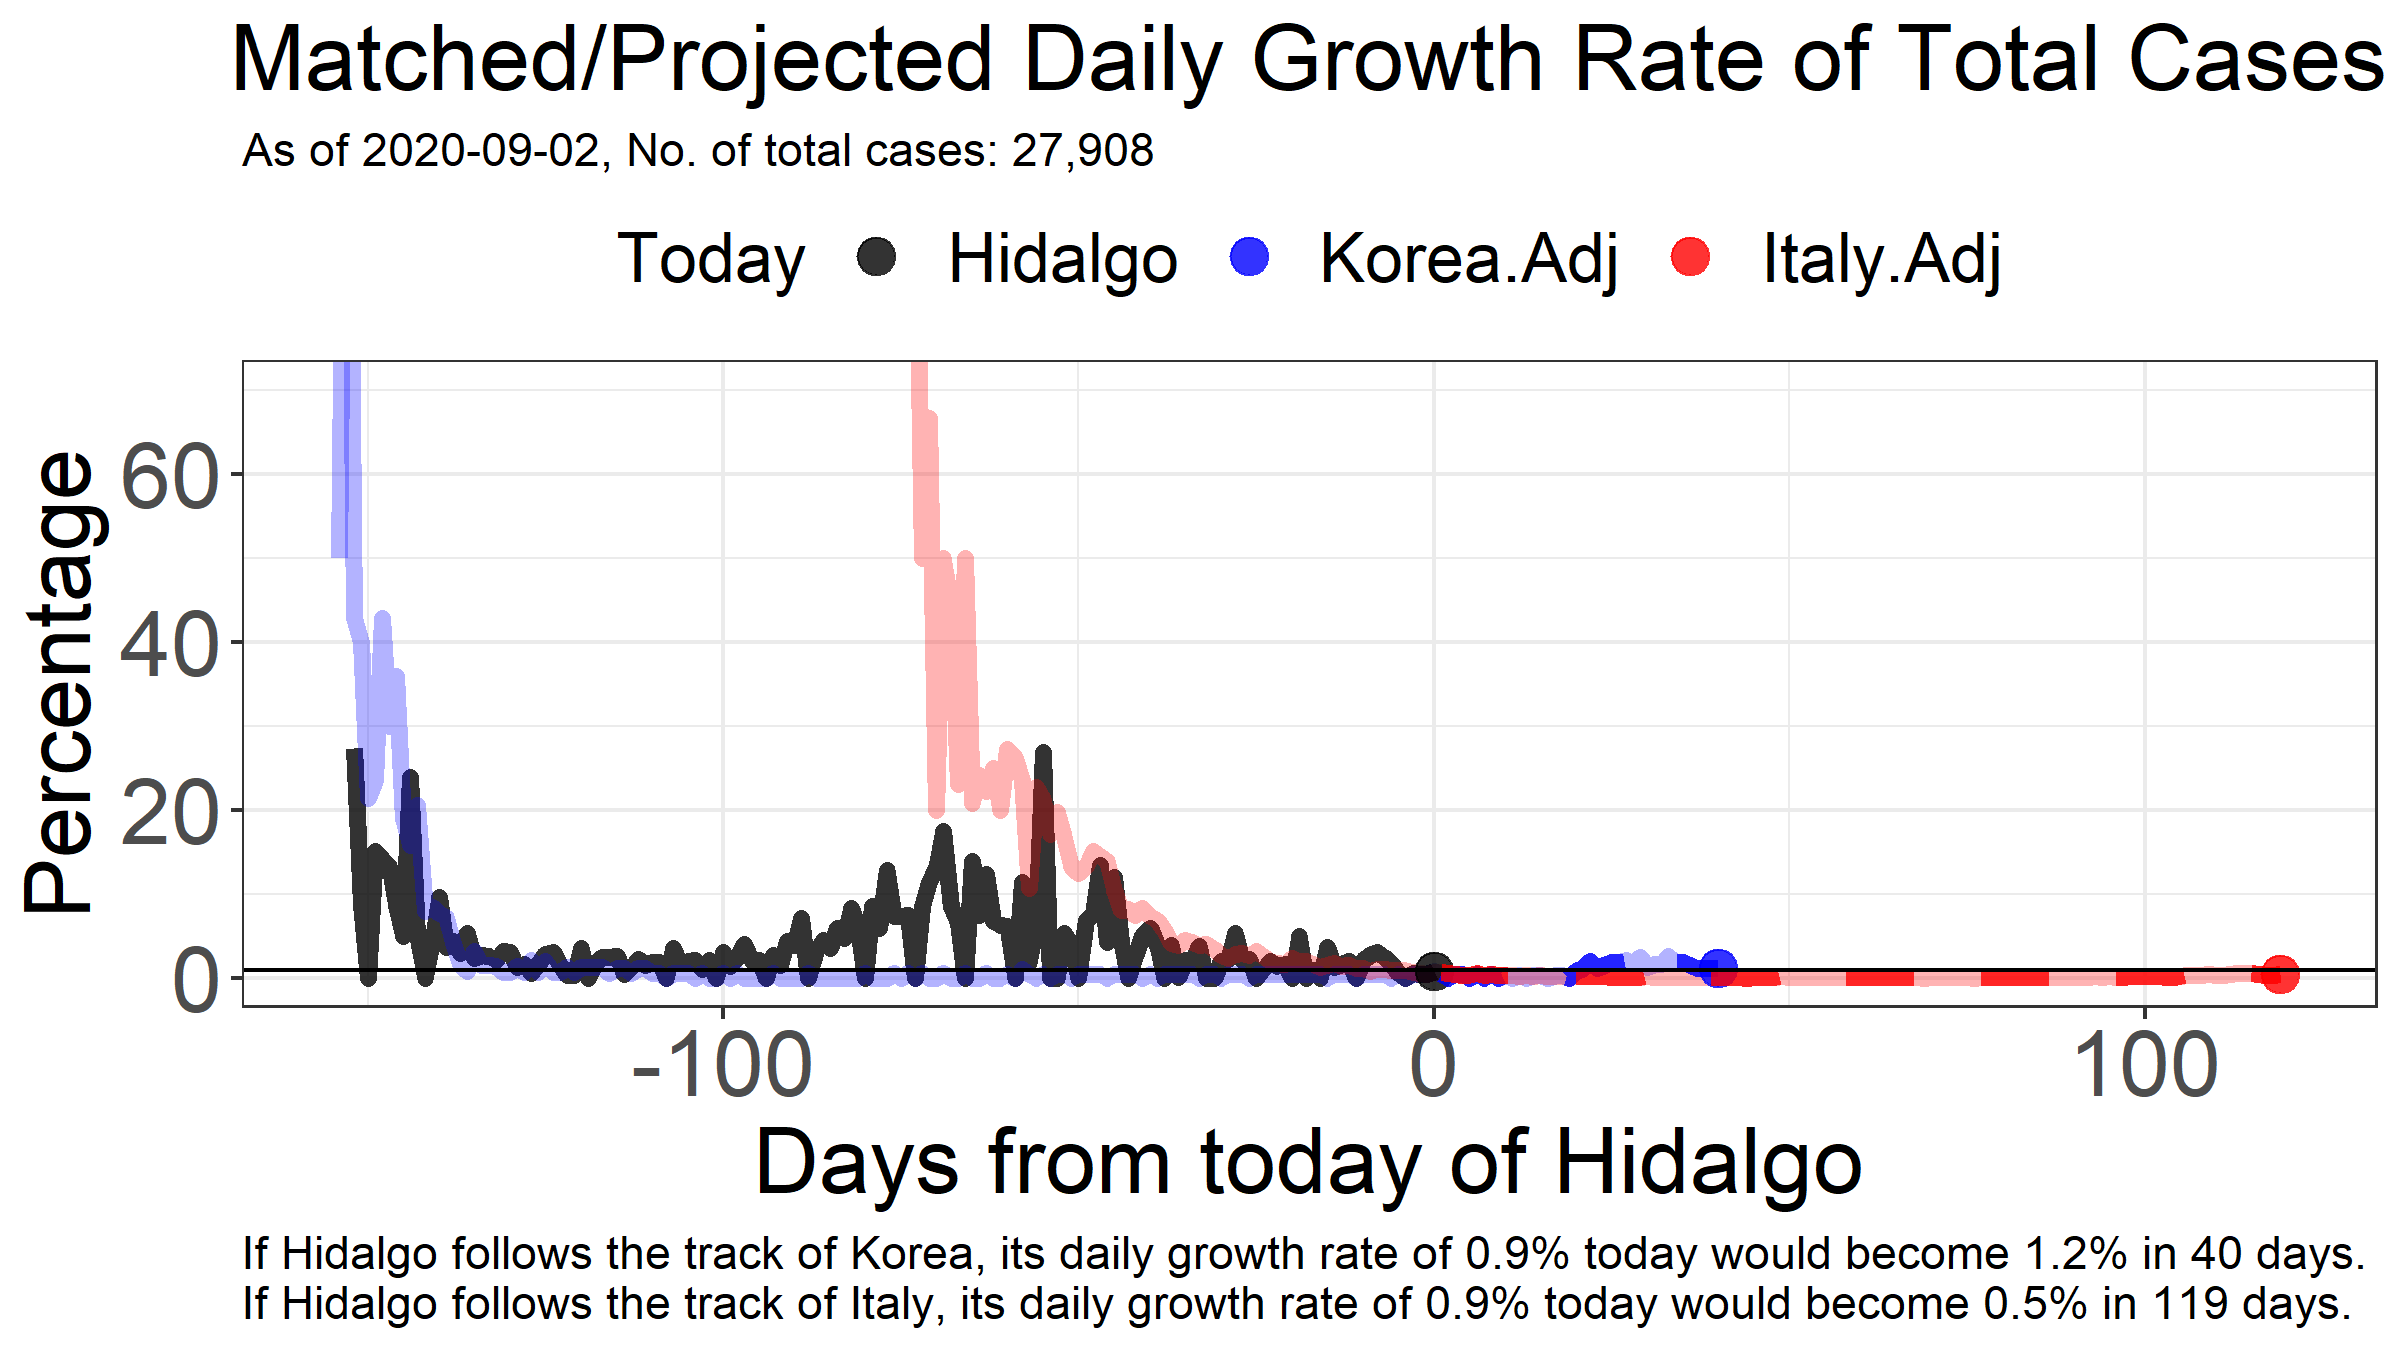 Matched/Projected Daily Growth Rate of Total Cases
As of 2020-09-02, No. of total cases: 27,908
Today Hidalgo Korea.Adj Italy.Adj
Percentage
60
40
20
0
-100 0 100
Days from today of Hidalgo
If Hidalgo follows the track of Korea, its daily growth rate of 0.9% today would become 1.2% in 40 days.
If Hidalgo follows the track of Italy, its daily growth rate of 0.9% today would become 0.5% in 119 days.